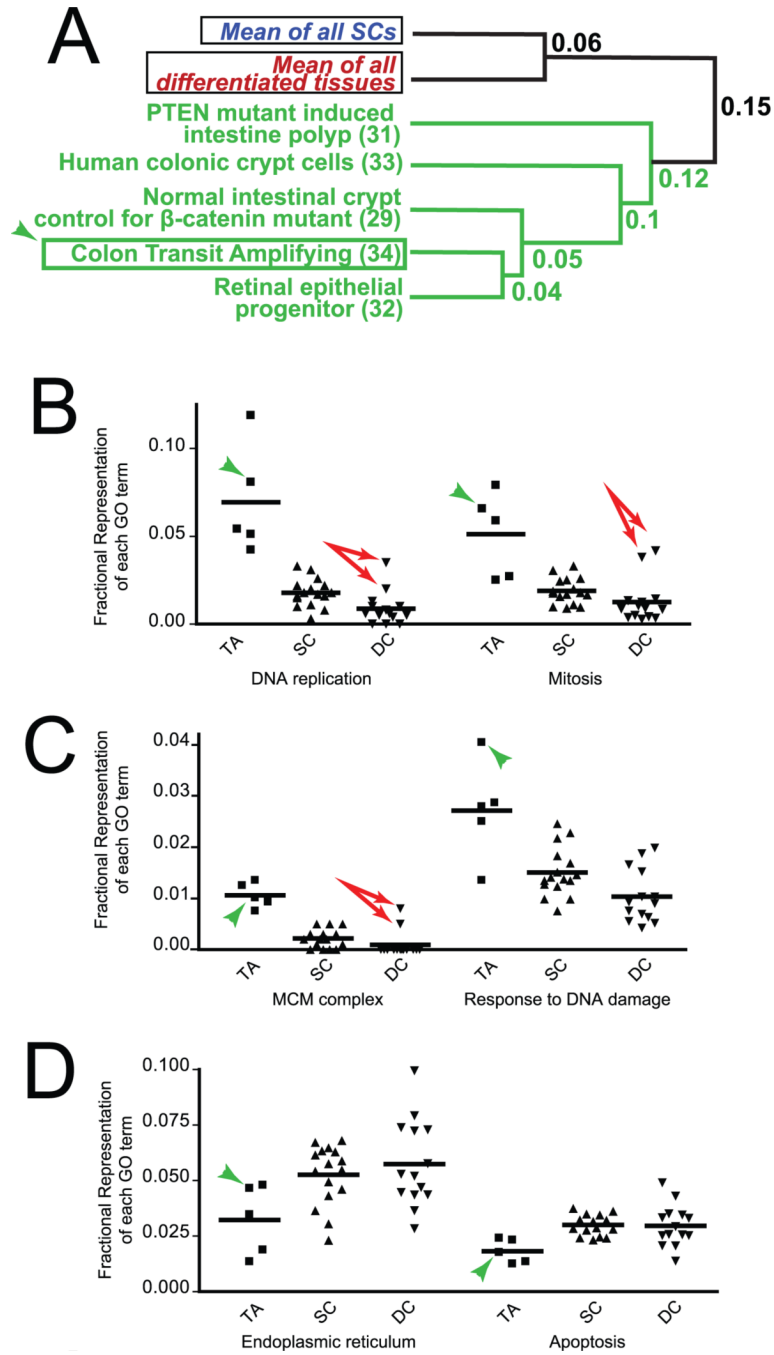 A
Mean of all SCs
Mean of all
differentiated tissues
PTEN mutant induced
intestine polyp (31)
Human colonic crypt cells (33)
Normal intestinal crypt
control for β-catenin mutant (29)
Colon Transit Amplifying (34)
Retinal epithelial
progenitor (32)
0.06
0.15
0.12
0.1
0.05
0.04
B
Fractional Representation
of each GO term
0.10
0.05
0.00
TA
SC
DC
TA
SC
DC
DNA replication
Mitosis
C
Fractional Representation
of each GO term
0.04
0.03
0.02
0.01
0.00
TA
SC
DC
TA
SC
DC
MCM complex
Response to DNA damage
D
Fractional Representation
of each GO term
0.100
0.075
0.050
0.025
0.000
TA
SC
DC
TA
SC
DC
Endoplasmic reticulum
Apoptosis